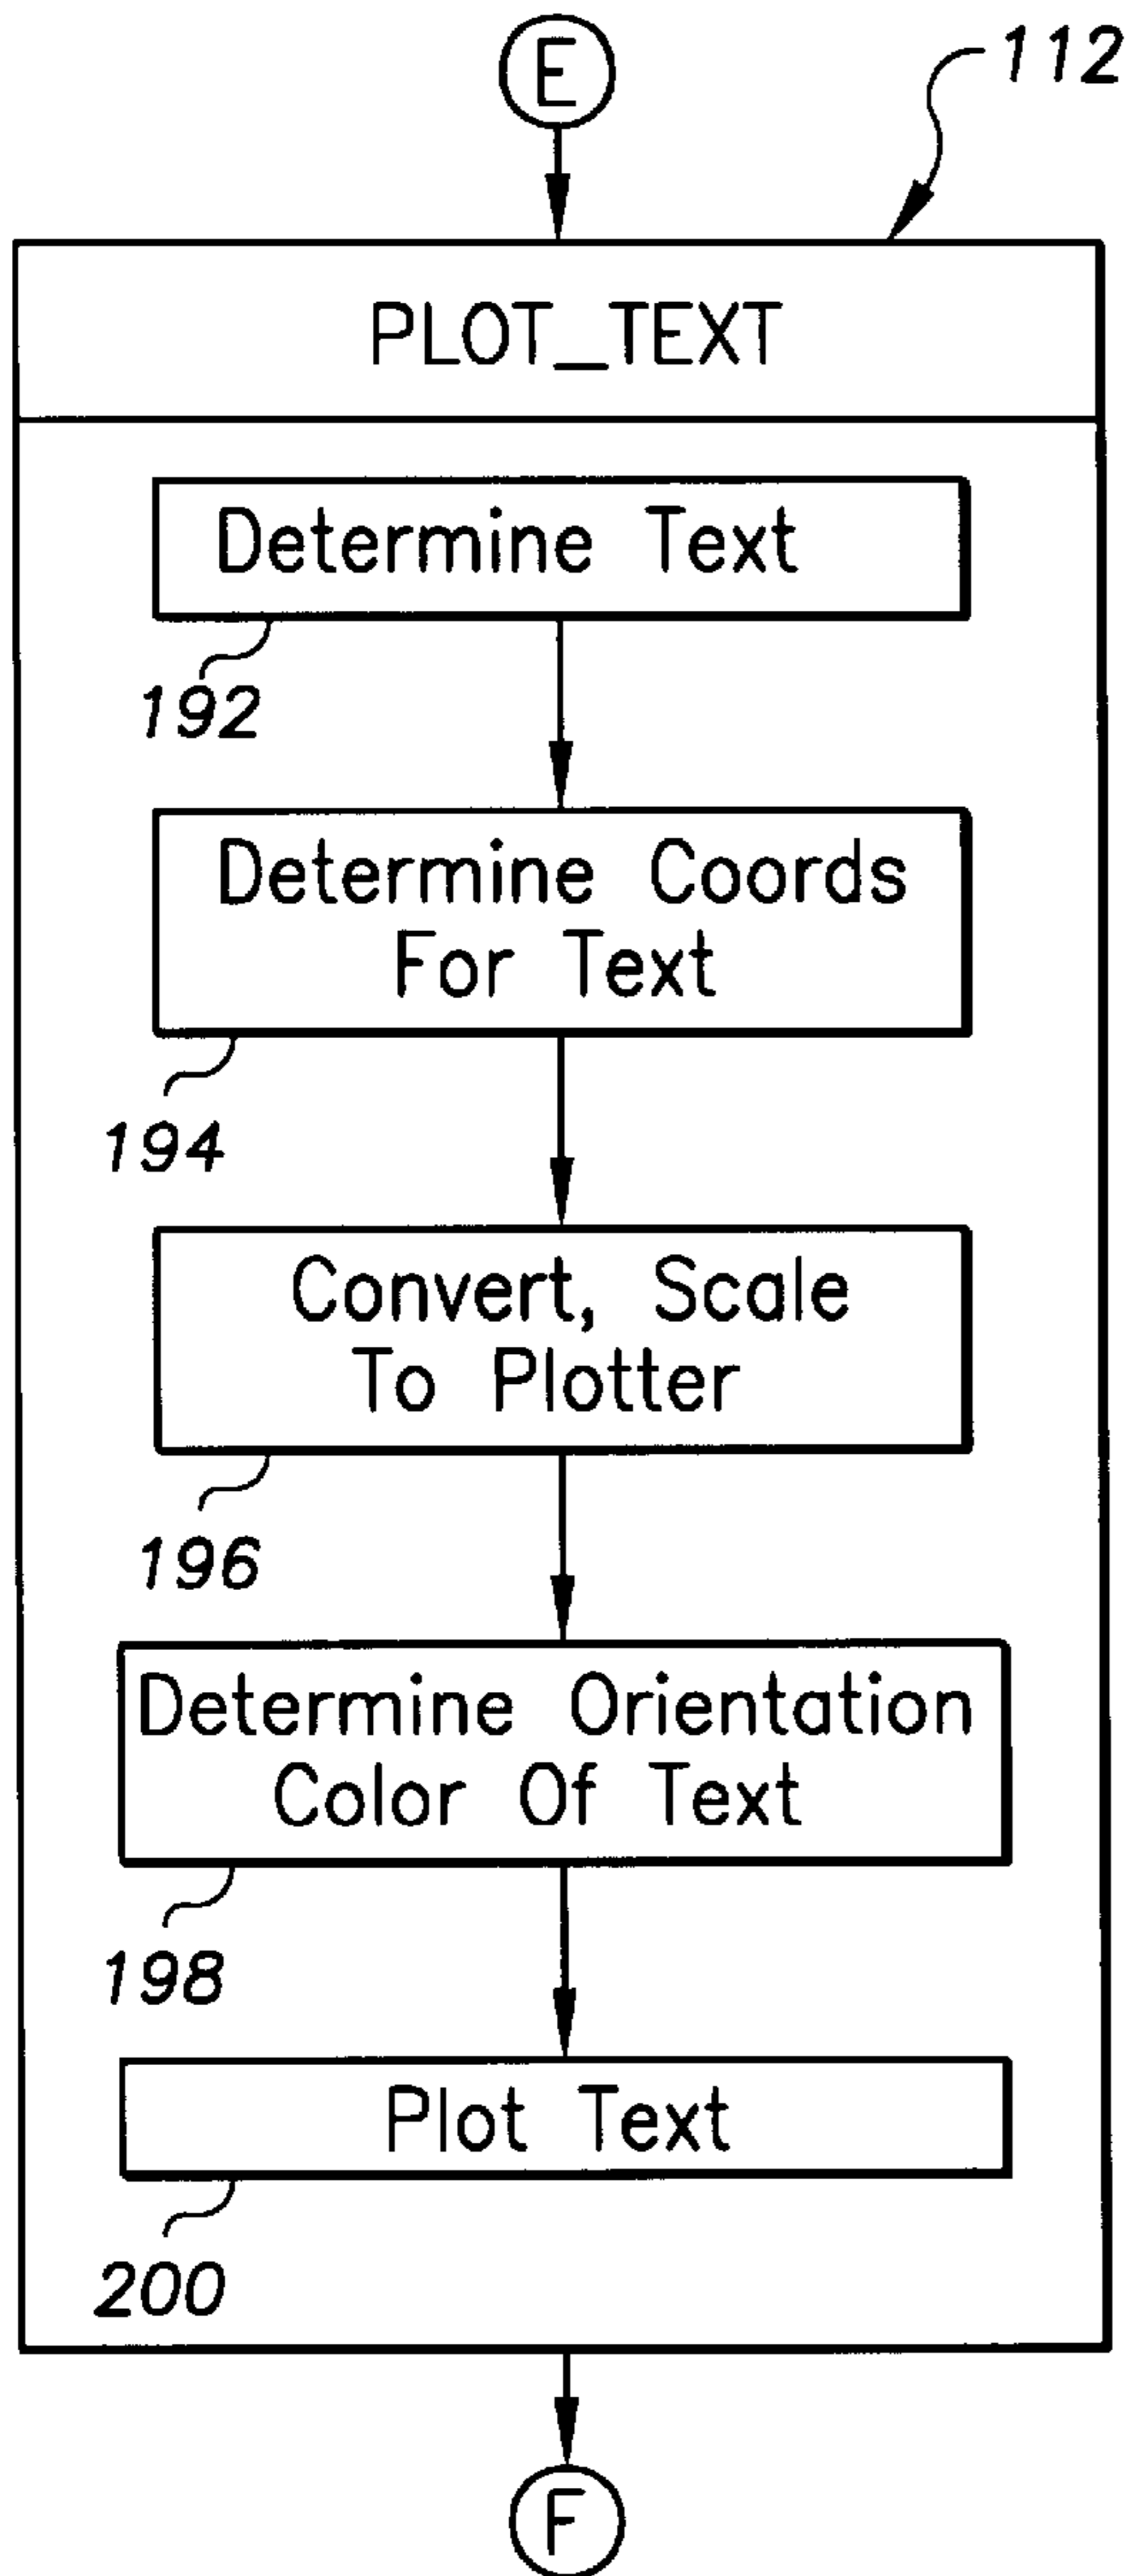 E
112
PLOT_TEXT
Determine Text
192
Determine Coords
For Text
194
Convert, Scale
To Plotter
196
Determine Orientation
Color Of Text
198
Plot Text
200
F